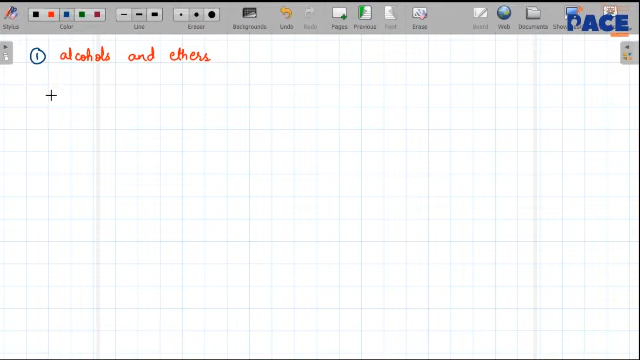 PACE
Stylus Color Line Eraser Backgrounds Undo Redo Pages Previous Next Erase Board Web Documents Show
① alcohols and ethers